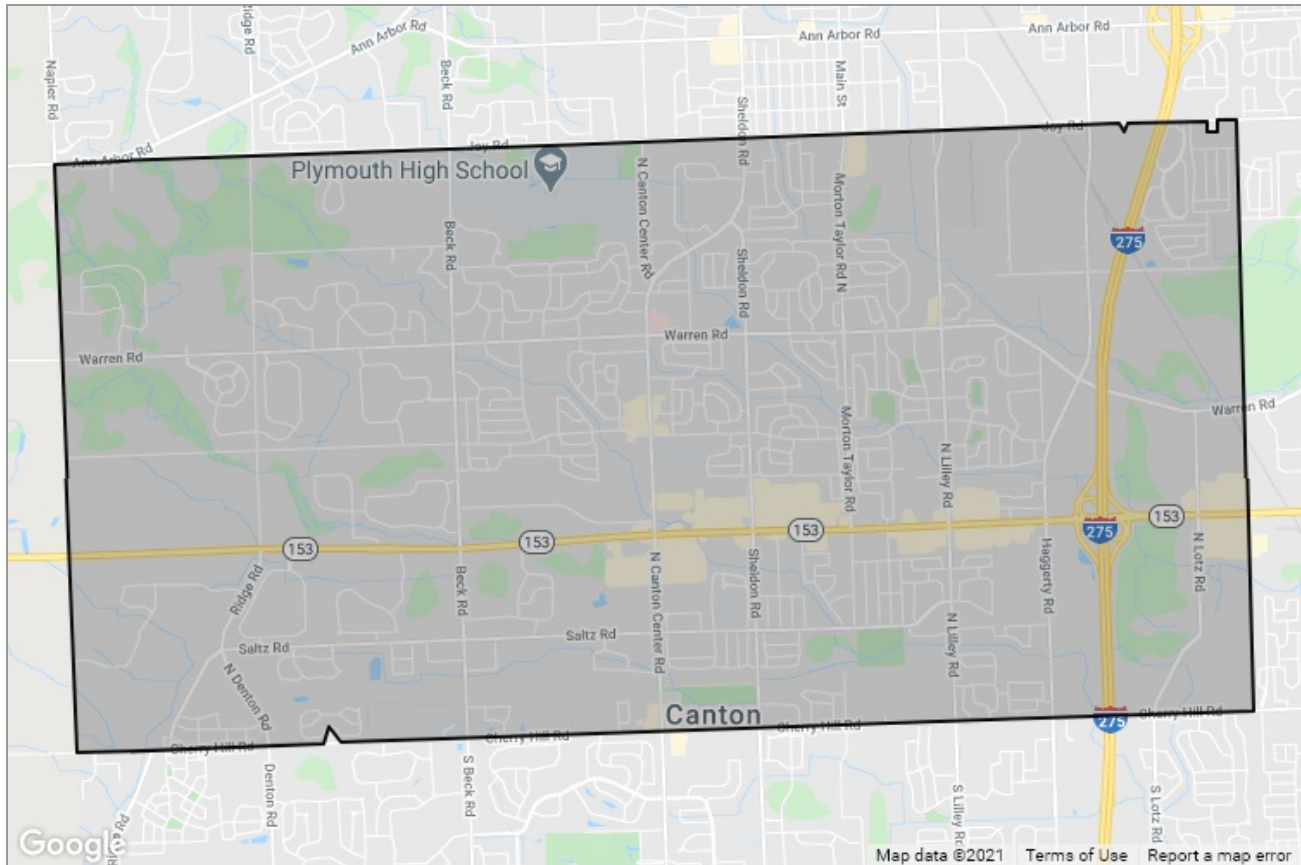 Ridge Rd
Ann Arbor Rd
Ann Arbor Rd
Ann Arbor Rd
Napier Rd
Beck Rd
Main St
Sheldon Rd
Joy Rd
Joy Rd
Ann Arbor Rd
Plymouth High School
N Canton Center Rd
Morton Taylor Rd N
Beck Rd
Sheldon Rd
275
Warren Rd
Warren Rd
Warren Rd
Morton Taylor Rd
N Lilley Rd
153
153
153
153
275
Ridge Rd
Beck Rd
N Canton Center Rd
Sheldon Rd
Haggerty Rd
N Lotz Rd
Saltz Rd
Saltz Rd
N Lilley Rd
N Denton Rd
Canton
Cherry Hill Rd
Cherry Hill Rd
Cherry Hill Rd
Cherry Hill Rd
275
Denton Rd
S Beck Rd
S Lilley Rd
S Lotz Rd
Rd
Google
Map data ©2021 Terms of Use Report a map error